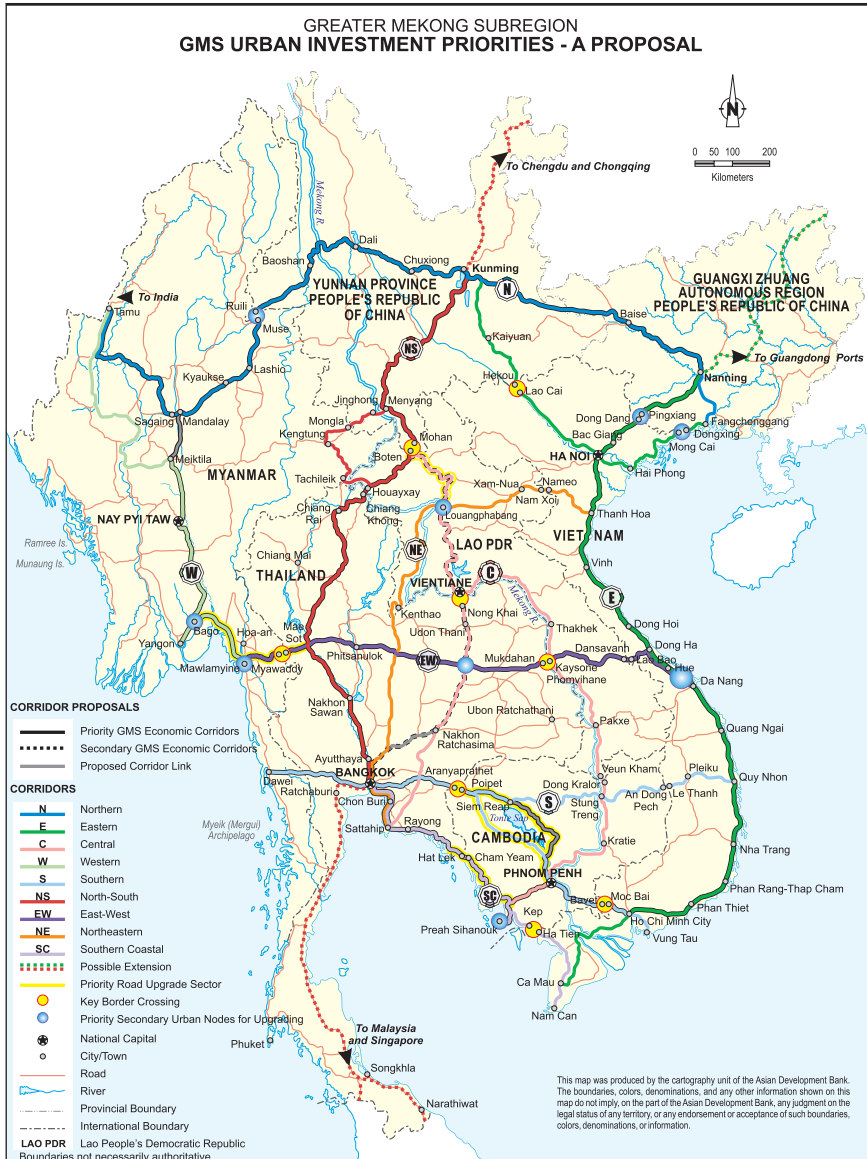 GREATER MEKONG SUBREGION
GMS URBAN INVESTMENT PRIORITIES - A PROPOSAL
N
0 50 100 200
Kilometers
To Chengdu and Chongqing
Mekong R.
Dali
Baoshan
Chuxiong
Kunming
N
YUNNAN PROVINCE
PEOPLE'S REPUBLIC
OF CHINA
GUANGXI ZHUANG
AUTONOMOUS REGION
PEOPLE'S REPUBLIC OF CHINA
To India
Tamu
Ruili
Muse
Baise
Kaiyuan
NS
To Guangdong Ports
Lashio
Kyaukse
Hekou
Lao Cai
Nanning
Jinghong
Menyang
Sagaing
Mandalay
Mongla
Kengtung
Dong Dang
Pingxiang
Fangchenggang
Dongxing
Mong Cai
Bac Giang
Mohan
Boten
HA NOI
Hai Phong
Meiktila
MYANMAR
Tachileik
Houayxay
Xam-Nua
Nameo
Nam Xoi
Chiang
Rai
Chiang
Khong
Louangphabang
Thanh Hoa
NAY PYI TAW
Ramree Is.
Munaung Is.
LAO PDR
VIET NAM
NE
Chiang Mai
THAILAND
VIENTIANE
C
Vinh
W
Mekong R.
E
Nong Khai
Kenthao
Udon Thani
Thakhek
Dong Hoi
Bago
Yangon
Hpa-an
Mae
Sot
Mawlamyine
Myawaddy
Phitsanulok
EW
Mukdahan
Kaysone
Phomvihane
Dansavanh
Dong Ha
Lao Bao
Hue
Da Nang
Nakhon
Sawan
Ubon Ratchathani
Pakxe
Quang Ngai
Nakhon
Ratchasima
Ayutthaya
BANGKOK
Aranyaprathet
Poipet
Dawei
Ratchaburi
Chon Buri
Siem Reap
Dong Kralor
Veun Kham
Stung
Treng
S
An Dong
Pech
Pleiku
Le Thanh
Quy Nhon
Myeik (Mergui)
Archipelago
Sattahip
Rayong
Tonle Sap
CAMBODIA
Kratie
Hat Lek
Cham Yeam
Nha Trang
PHNOM PENH
SC
Bavet
Moc Bai
Phan Rang-Thap Cham
Kep
Ha Tien
Preah Sihanouk
Ho Chi Minh City
Phan Thiet
Vung Tau
Ca Mau
Nam Can
Phuket
To Malaysia
and Singapore
Songkhla
Narathiwat
CORRIDOR PROPOSALS
Priority GMS Economic Corridors
Secondary GMS Economic Corridors
Proposed Corridor Link
CORRIDORS
N Northern
E Eastern
C Central
W Western
S Southern
NS North-South
EW East-West
NE Northeastern
SC Southern Coastal
Possible Extension
Priority Road Upgrade Sector
Key Border Crossing
Priority Secondary Urban Nodes for Upgrading
National Capital
City/Town
Road
River
Provincial Boundary
International Boundary
LAO PDR Lao People's Democratic Republic
Boundaries not necessarily authoritative
This map was produced by the cartography unit of the Asian Development Bank.
The boundaries, colors, denominations, and any other information shown on this
map do not imply, on the part of the Asian Development Bank, any judgment on the
legal status of any territory, or any endorsement or acceptance of such boundaries,
colors, denominations, or information.